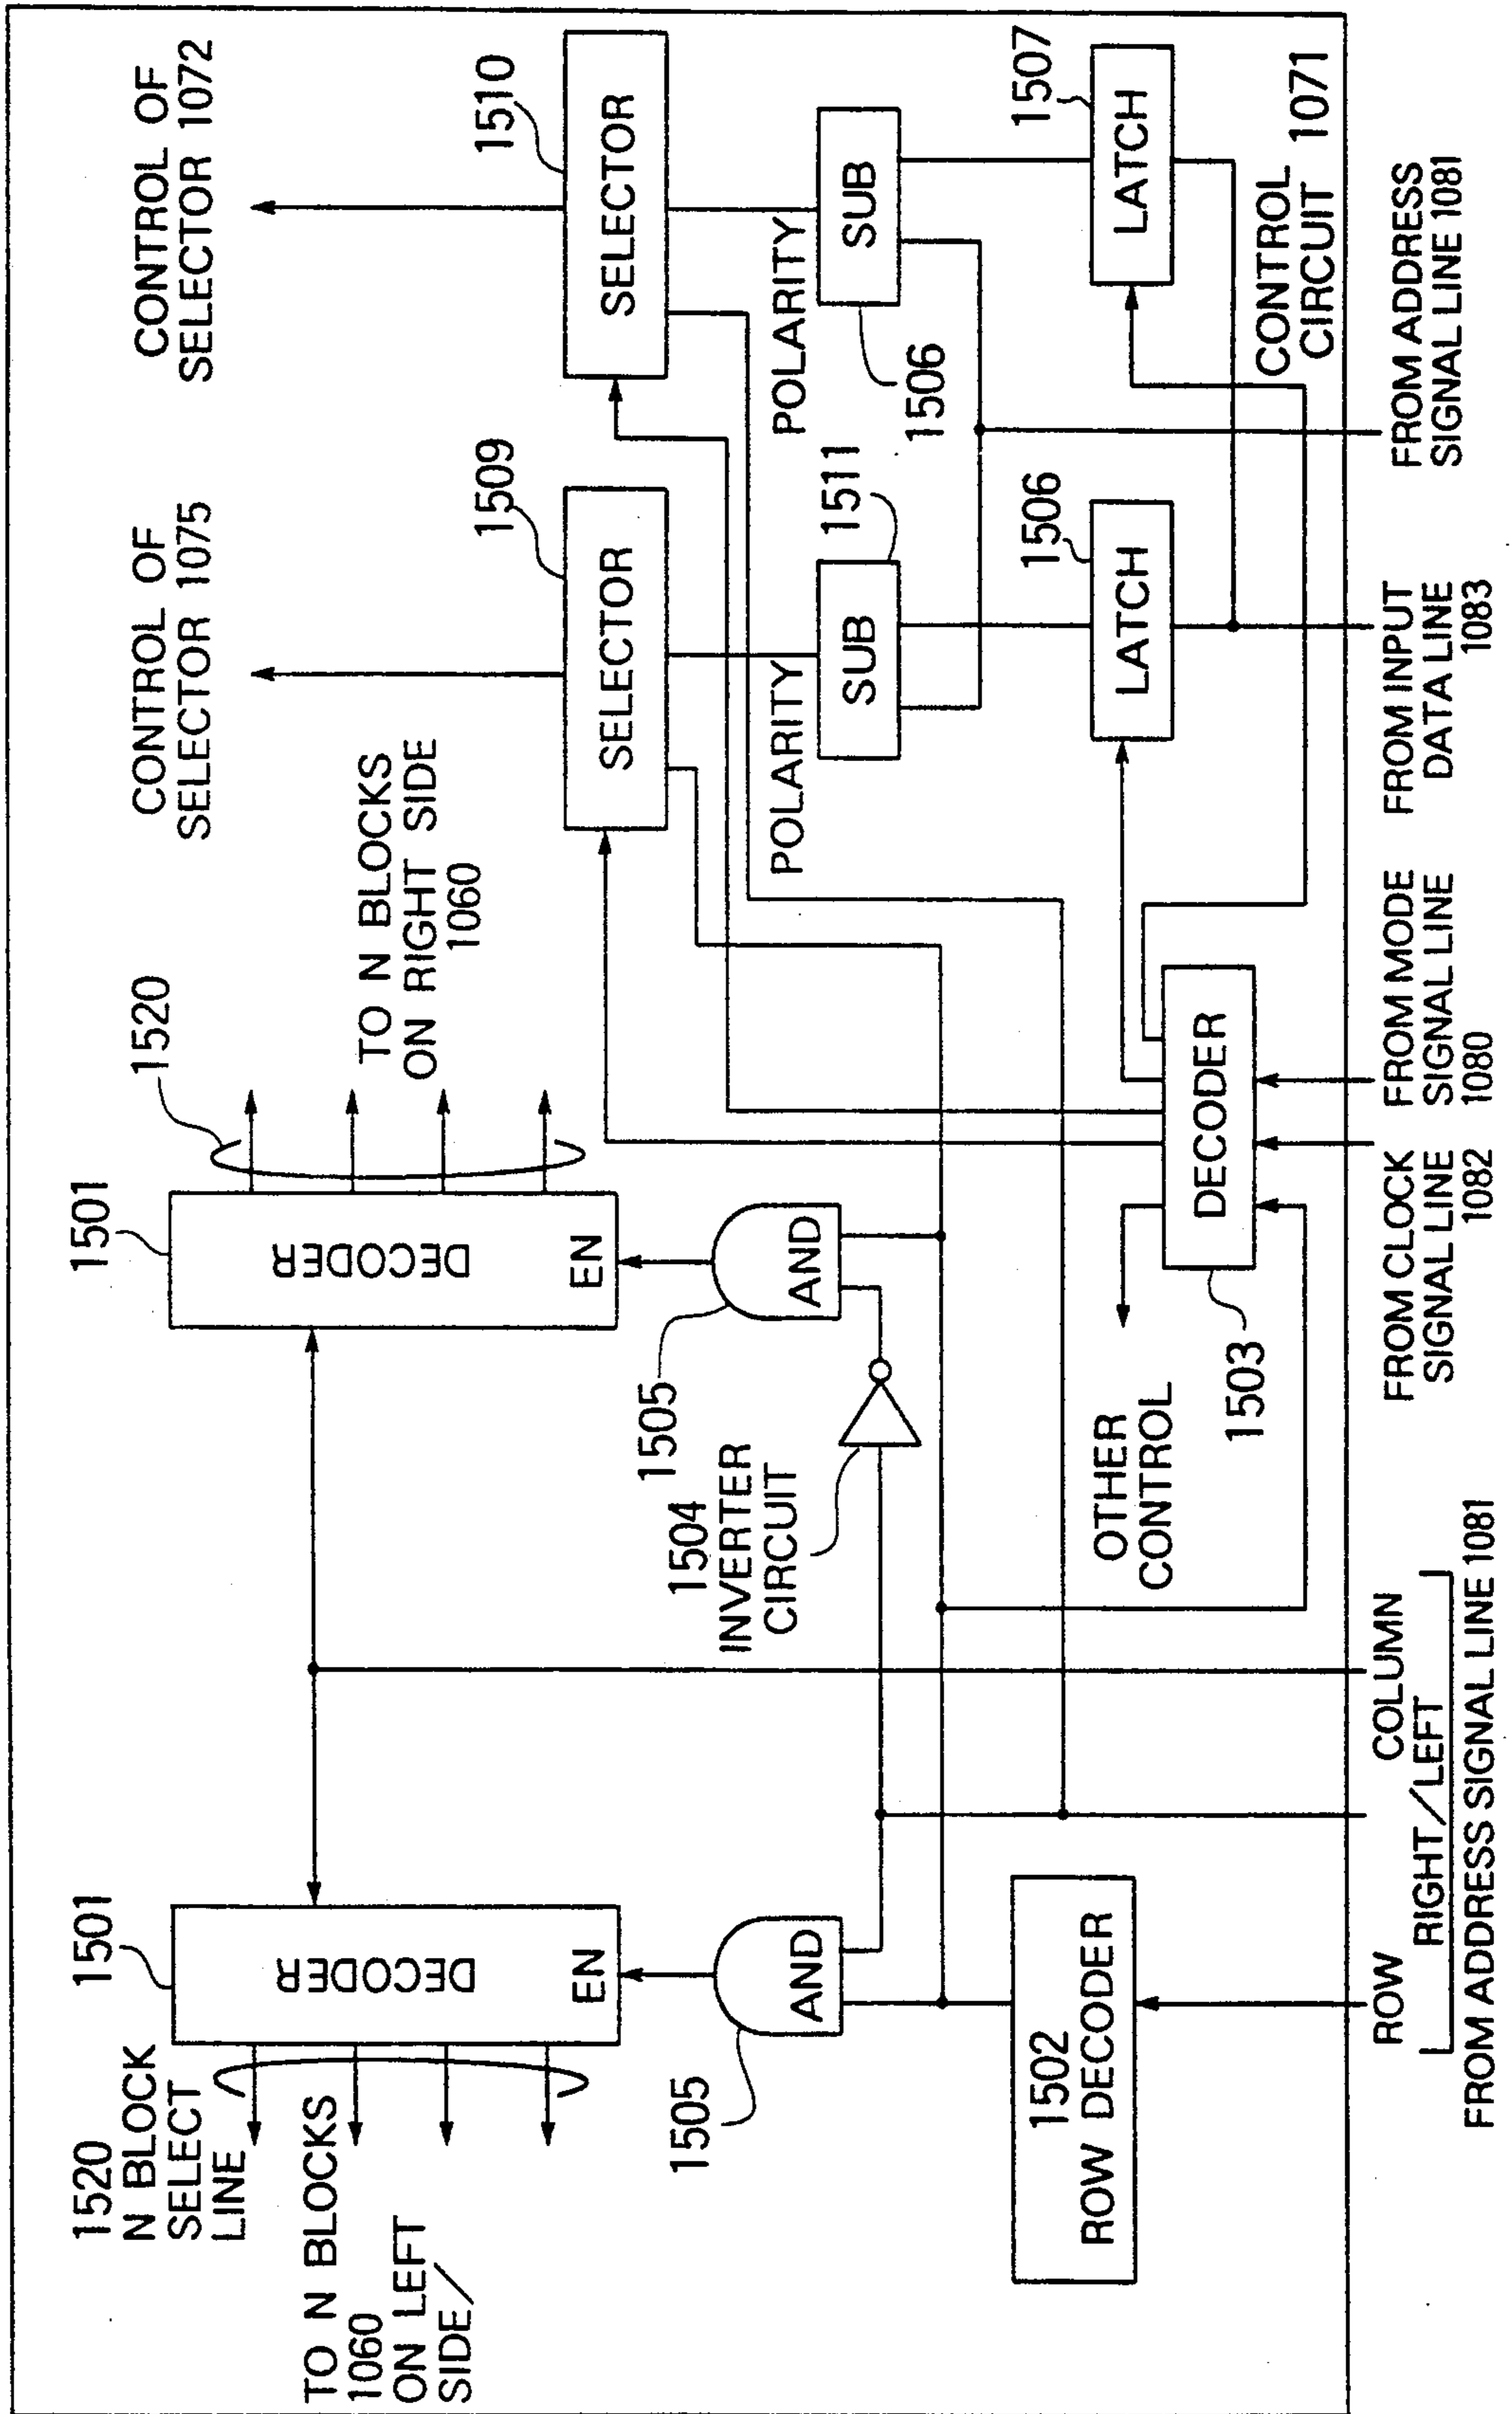 1520
N BLOCK
SELECT
LINE
TO N BLOCKS
1060
ON LEFT
SIDE/
1501
DECODER
EN
1505
AND
1502
ROW DECODER
1501
DECODER
EN
1520
TO N BLOCKS
ON RIGHT SIDE
1060
1505
AND
1504
INVERTER
CIRCUIT
OTHER
CONTROL
1503
DECODER
CONTROL OF
SELECTOR 1075
1509
SELECTOR
POLARITY
1511
SUB
1506
LATCH
CONTROL OF
SELECTOR 1072
1510
SELECTOR
POLARITY
SUB
1506
1507
LATCH
CONTROL
CIRCUIT
1071
ROW
RIGHT/LEFT
COLUMN
FROM ADDRESS SIGNAL LINE 1081
FROM CLOCK
SIGNAL LINE
1082
FROM MODE
SIGNAL LINE
1080
FROM INPUT
DATA LINE
1083
FROM ADDRESS
SIGNAL LINE 1081